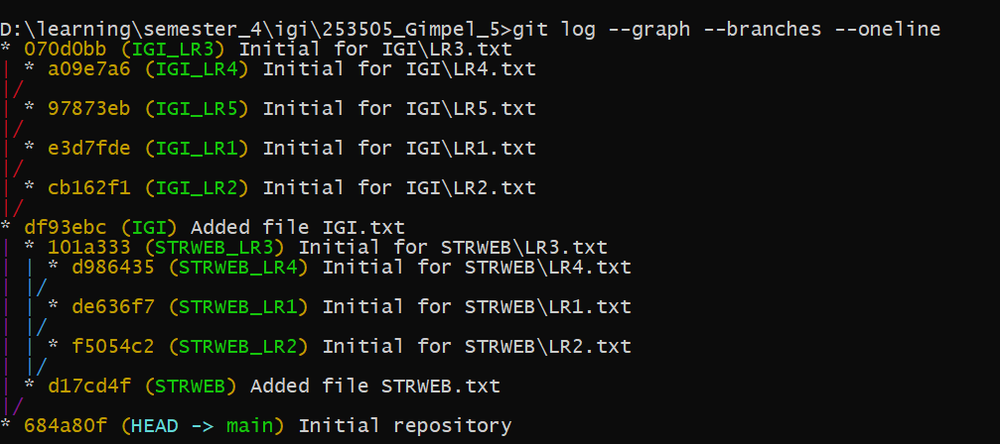 D:\learning\semester_4\igi\253505_Gimpel_5>git log --graph --branches --oneline
* 070d0bb (IGI_LR3) Initial for IGI\LR3.txt
| * a09e7a6 (IGI_LR4) Initial for IGI\LR4.txt
|/
| * 97873eb (IGI_LR5) Initial for IGI\LR5.txt
|/
| * e3d7fde (IGI_LR1) Initial for IGI\LR1.txt
|/
| * cb162f1 (IGI_LR2) Initial for IGI\LR2.txt
|/
* df93ebc (IGI) Added file IGI.txt
| * 101a333 (STRWEB_LR3) Initial for STRWEB\LR3.txt
| | * d986435 (STRWEB_LR4) Initial for STRWEB\LR4.txt
| |/
| | * de636f7 (STRWEB_LR1) Initial for STRWEB\LR1.txt
| |/
| | * f5054c2 (STRWEB_LR2) Initial for STRWEB\LR2.txt
| |/
| * d17cd4f (STRWEB) Added file STRWEB.txt
|/
* 684a80f (HEAD -> main) Initial repository